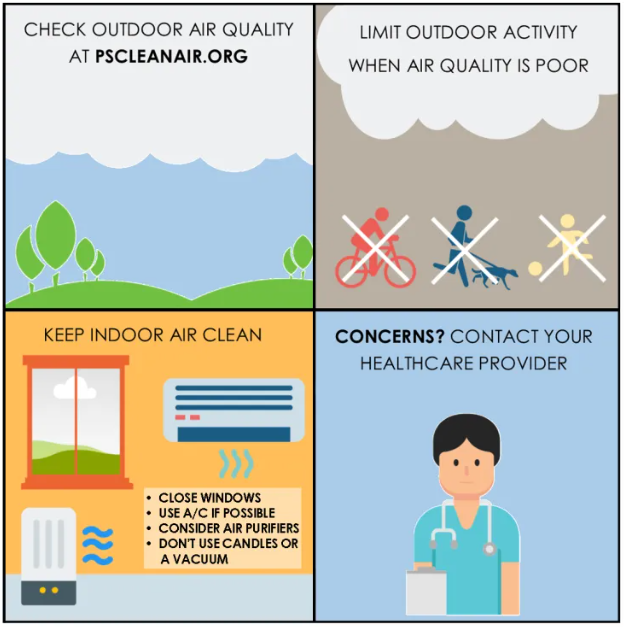 CHECK OUTDOOR AIR QUALITY
AT PSCLEANAIR.ORG
LIMIT OUTDOOR ACTIVITY
WHEN AIR QUALITY IS POOR
KEEP INDOOR AIR CLEAN
• CLOSE WINDOWS
• USE A/C IF POSSIBLE
• CONSIDER AIR PURIFIERS
• DON'T USE CANDLES OR
A VACUUM
CONCERNS? CONTACT YOUR
HEALTHCARE PROVIDER